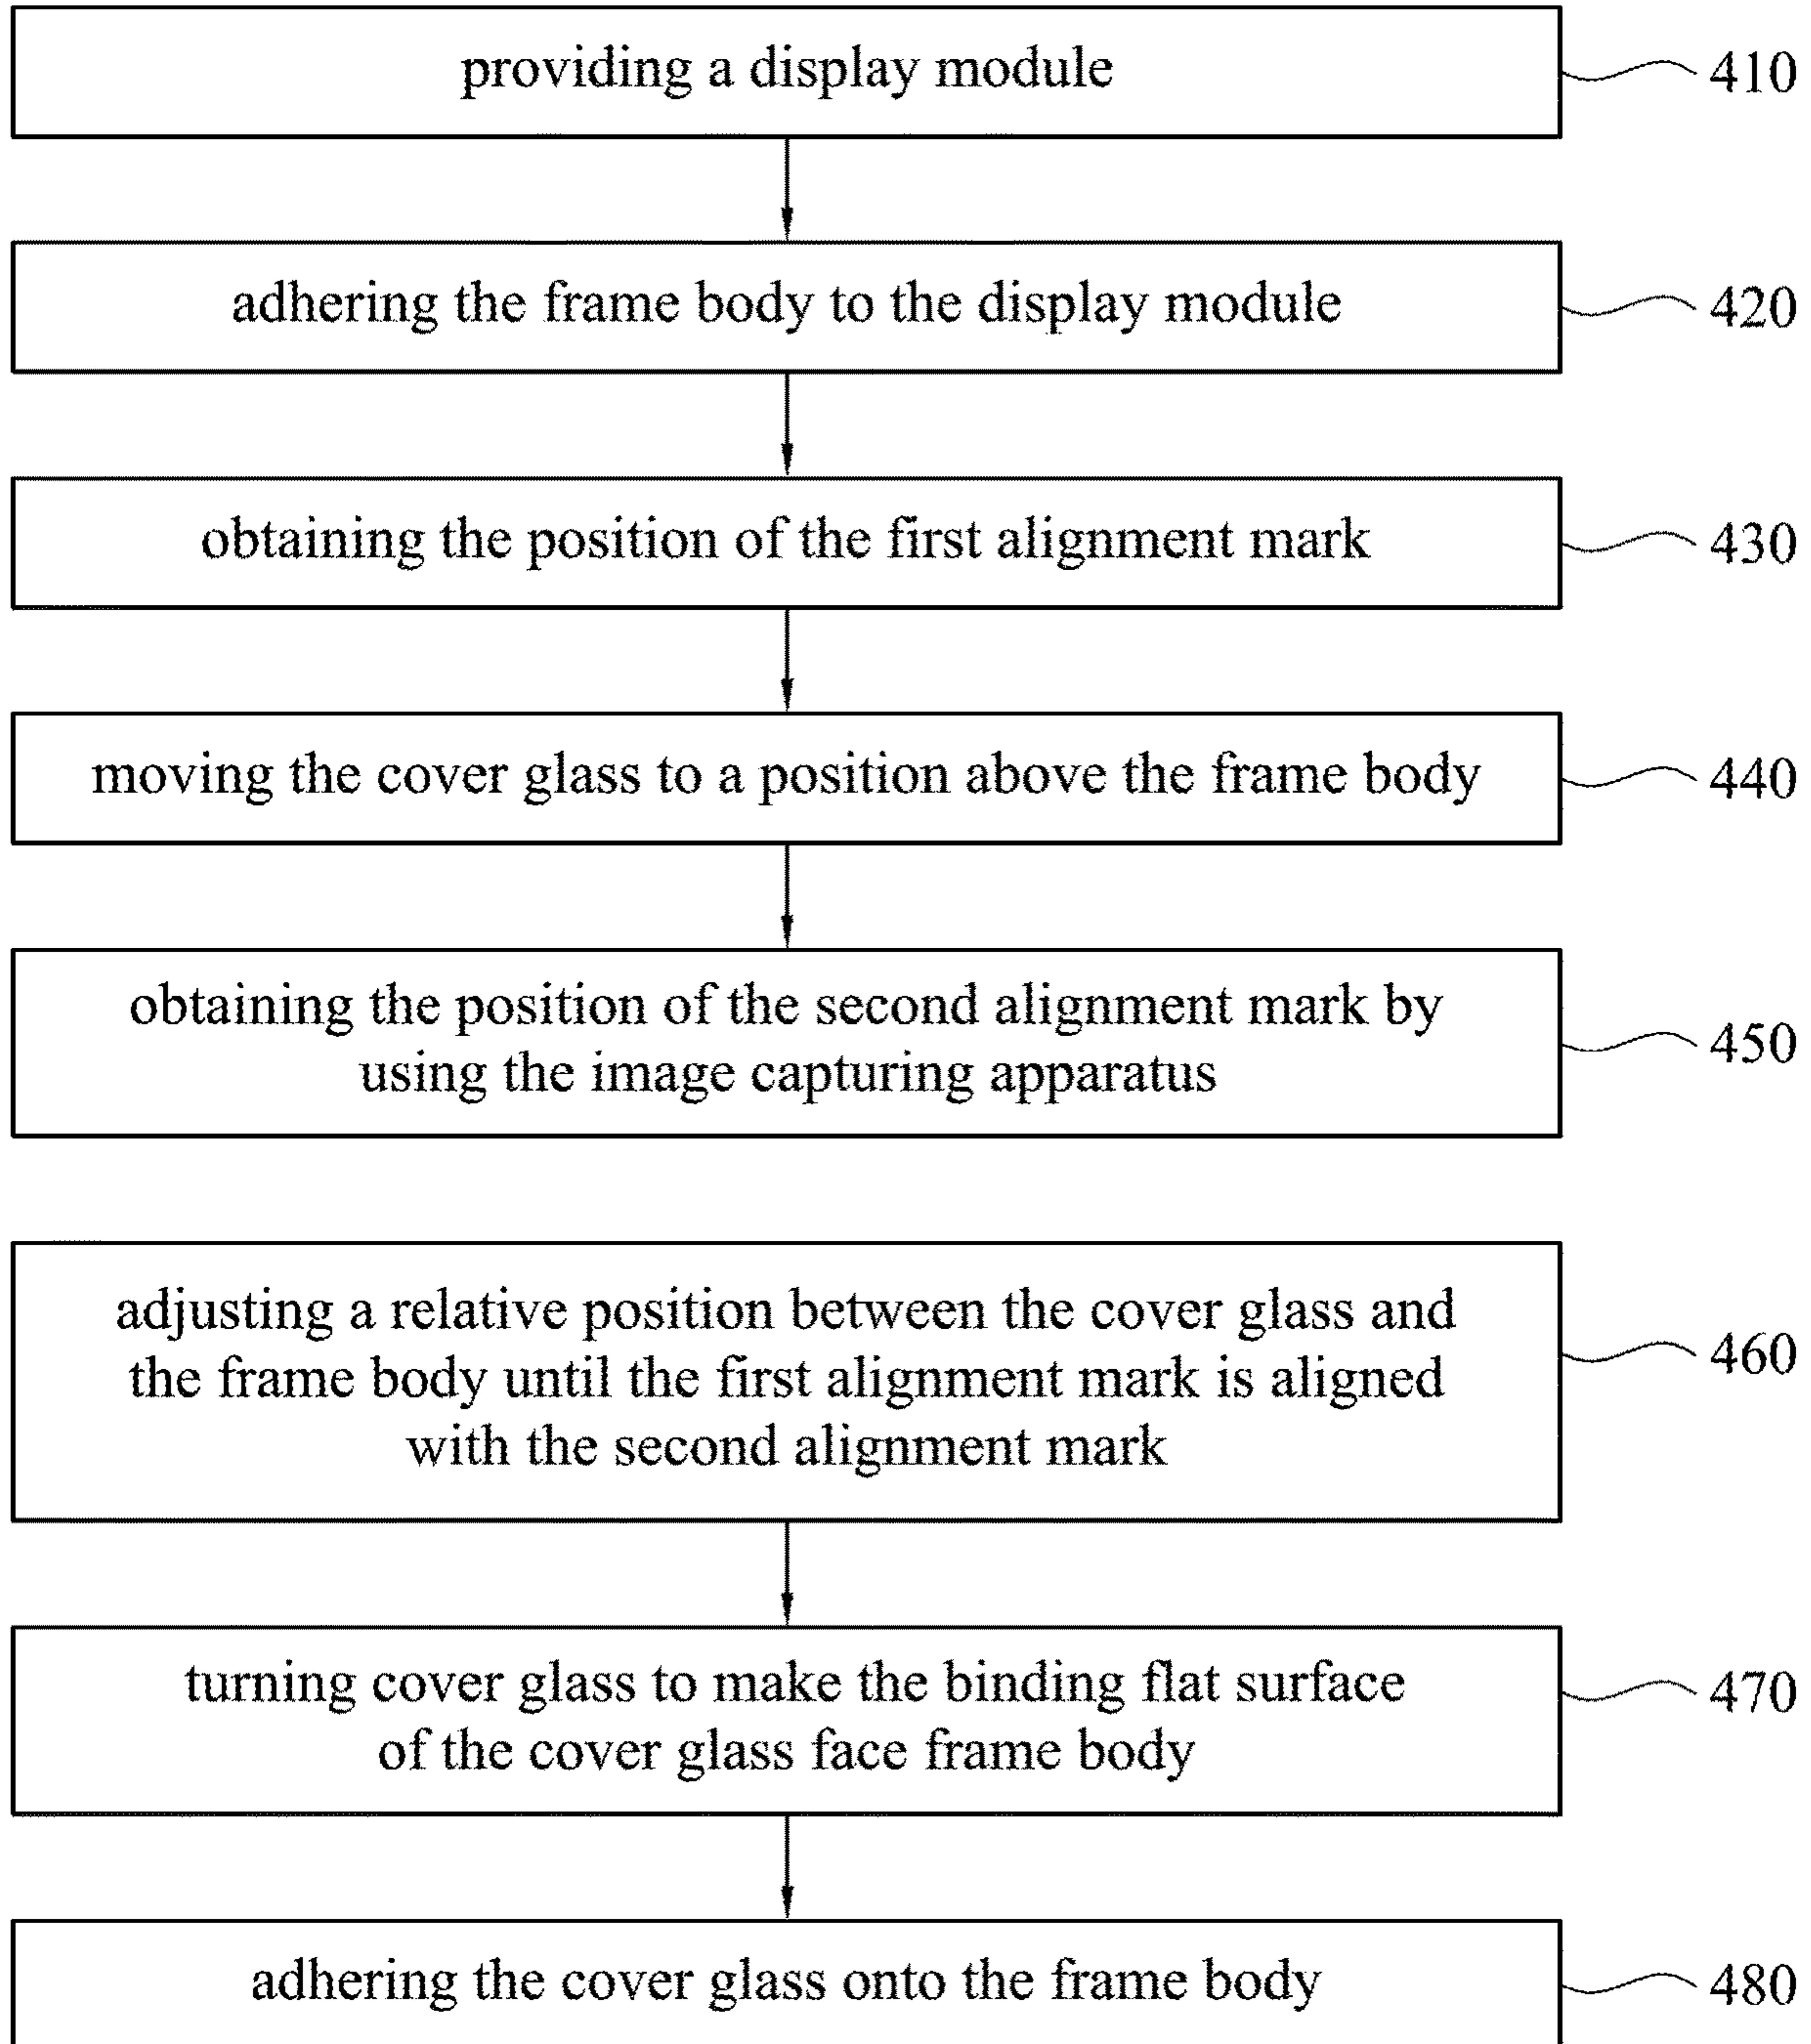 providing a display module
410
adhering the frame body to the display module
420
obtaining the position of the first alignment mark
430
moving the cover glass to a position above the frame body
440
obtaining the position of the second alignment mark by
using the image capturing apparatus
450
adjusting a relative position between the cover glass and
the frame body until the first alignment mark is aligned
with the second alignment mark
460
turning cover glass to make the binding flat surface
of the cover glass face frame body
470
adhering the cover glass onto the frame body
480